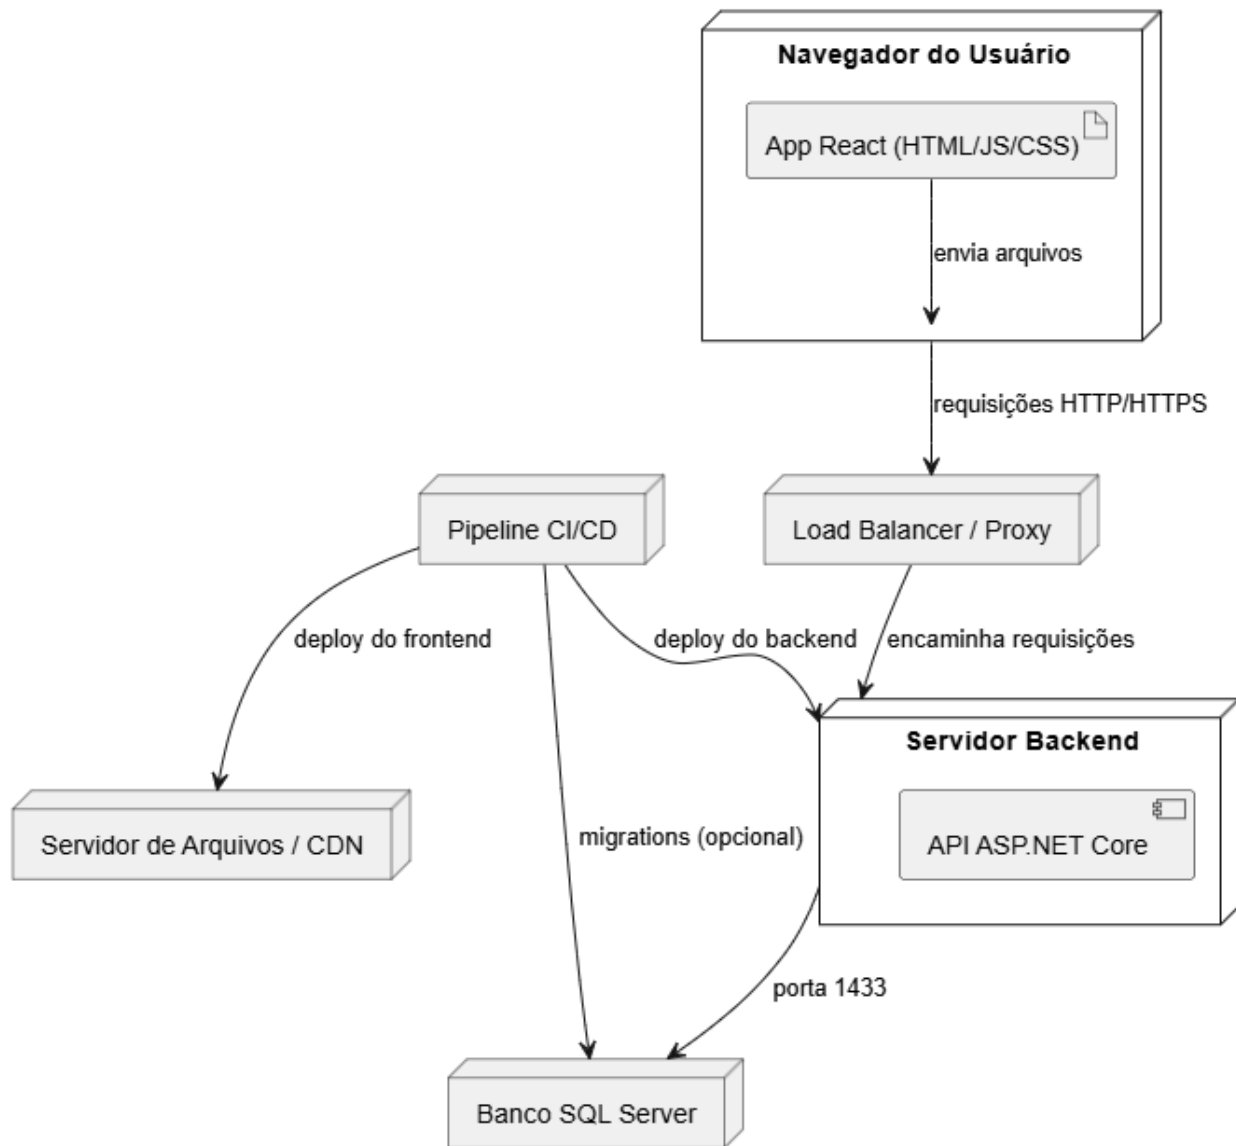 Navegador do Usuário
App React (HTML/JS/CSS)
envia arquivos
requisições HTTP/HTTPS
Pipeline CI/CD
Load Balancer / Proxy
deploy do frontend
deploy do backend
encaminha requisições
Servidor Backend
Servidor de Arquivos / CDN
migrations (opcional)
API ASP.NET Core
porta 1433
Banco SQL Server